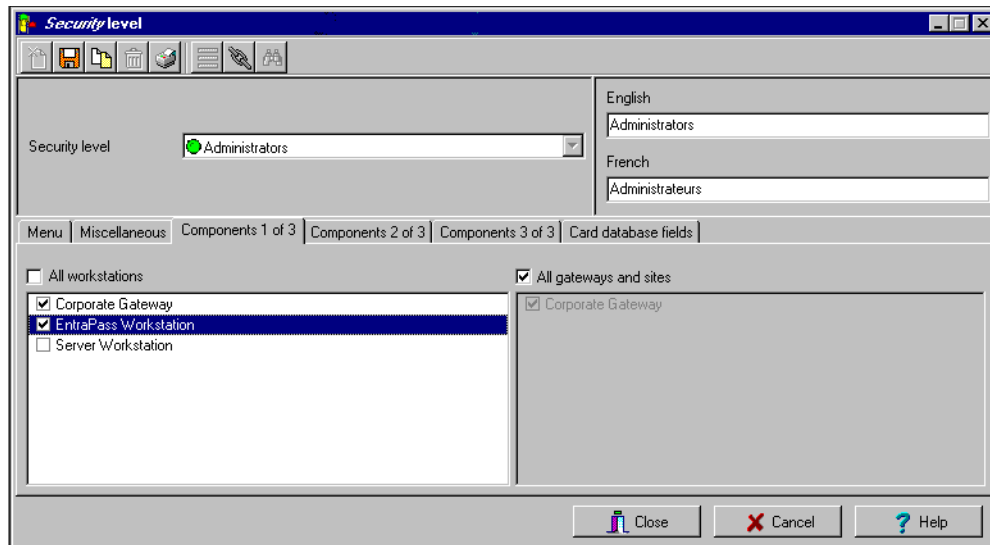 Security level
English
Administrators
Security level
Administrators
French
Administrateurs
Menu
Miscellaneous
Components 1 of 3
Components 2 of 3
Components 3 of 3
Card database fields
All workstations
All gateways and sites
Corporate Gateway
Corporate Gateway
EntraPass Workstation
Server Workstation
Close
Cancel
Help